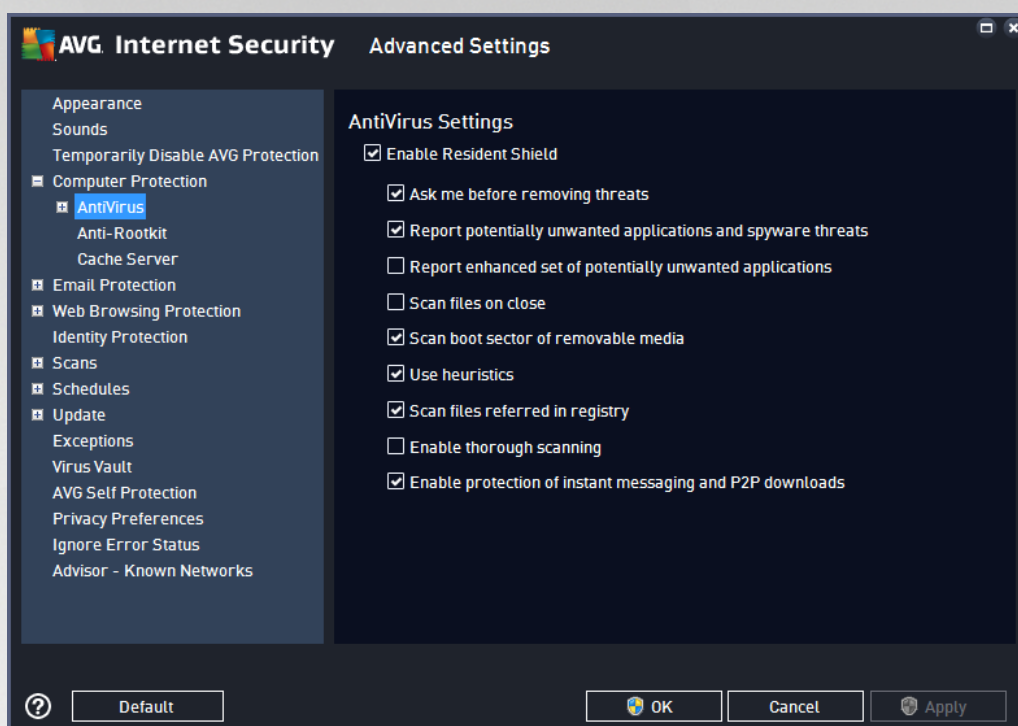 AVG. Internet Security Advanced Settings
Appearance
Sounds
Temporarily Disable AVG Protection
Computer Protection
AntiVirus
Anti-Rootkit
Cache Server
Email Protection
Web Browsing Protection
Identity Protection
Scans
Schedules
Update
Exceptions
Virus Vault
AVG Self Protection
Privacy Preferences
Ignore Error Status
Advisor - Known Networks
AntiVirus Settings
Enable Resident Shield
Ask me before removing threats
Report potentially unwanted applications and spyware threats
Report enhanced set of potentially unwanted applications
Scan files on close
Scan boot sector of removable media
Use heuristics
Scan files referred in registry
Enable thorough scanning
Enable protection of instant messaging and P2P downloads
? Default OK Cancel Apply